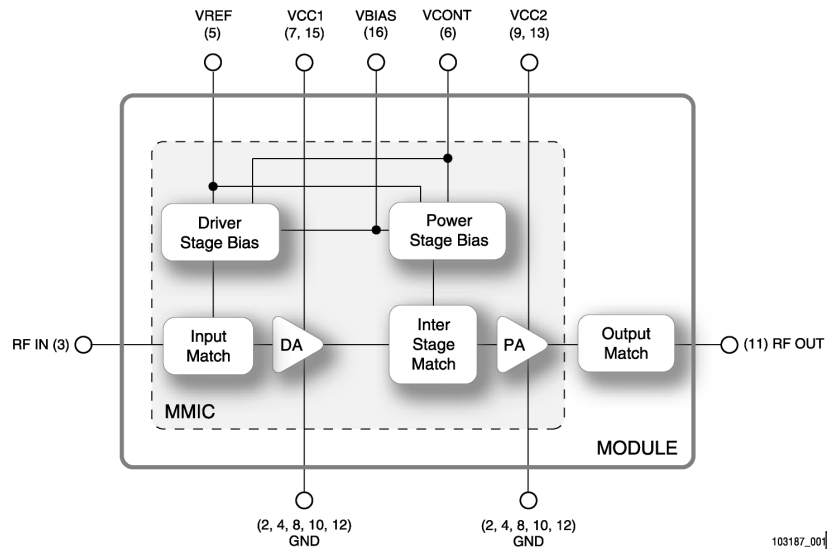 VREF
(5)
VCC1
(7, 15)
VBIAS
(16)
VCONT
(6)
VCC2
(9, 13)
Driver
Stage Bias
Power
Stage Bias
RF IN (3)
Input
Match
DA
Inter
Stage
Match
PA
Output
Match
(11) RF OUT
MMIC
MODULE
(2, 4, 8, 10, 12)
GND
(2, 4, 8, 10, 12)
GND
103187_001